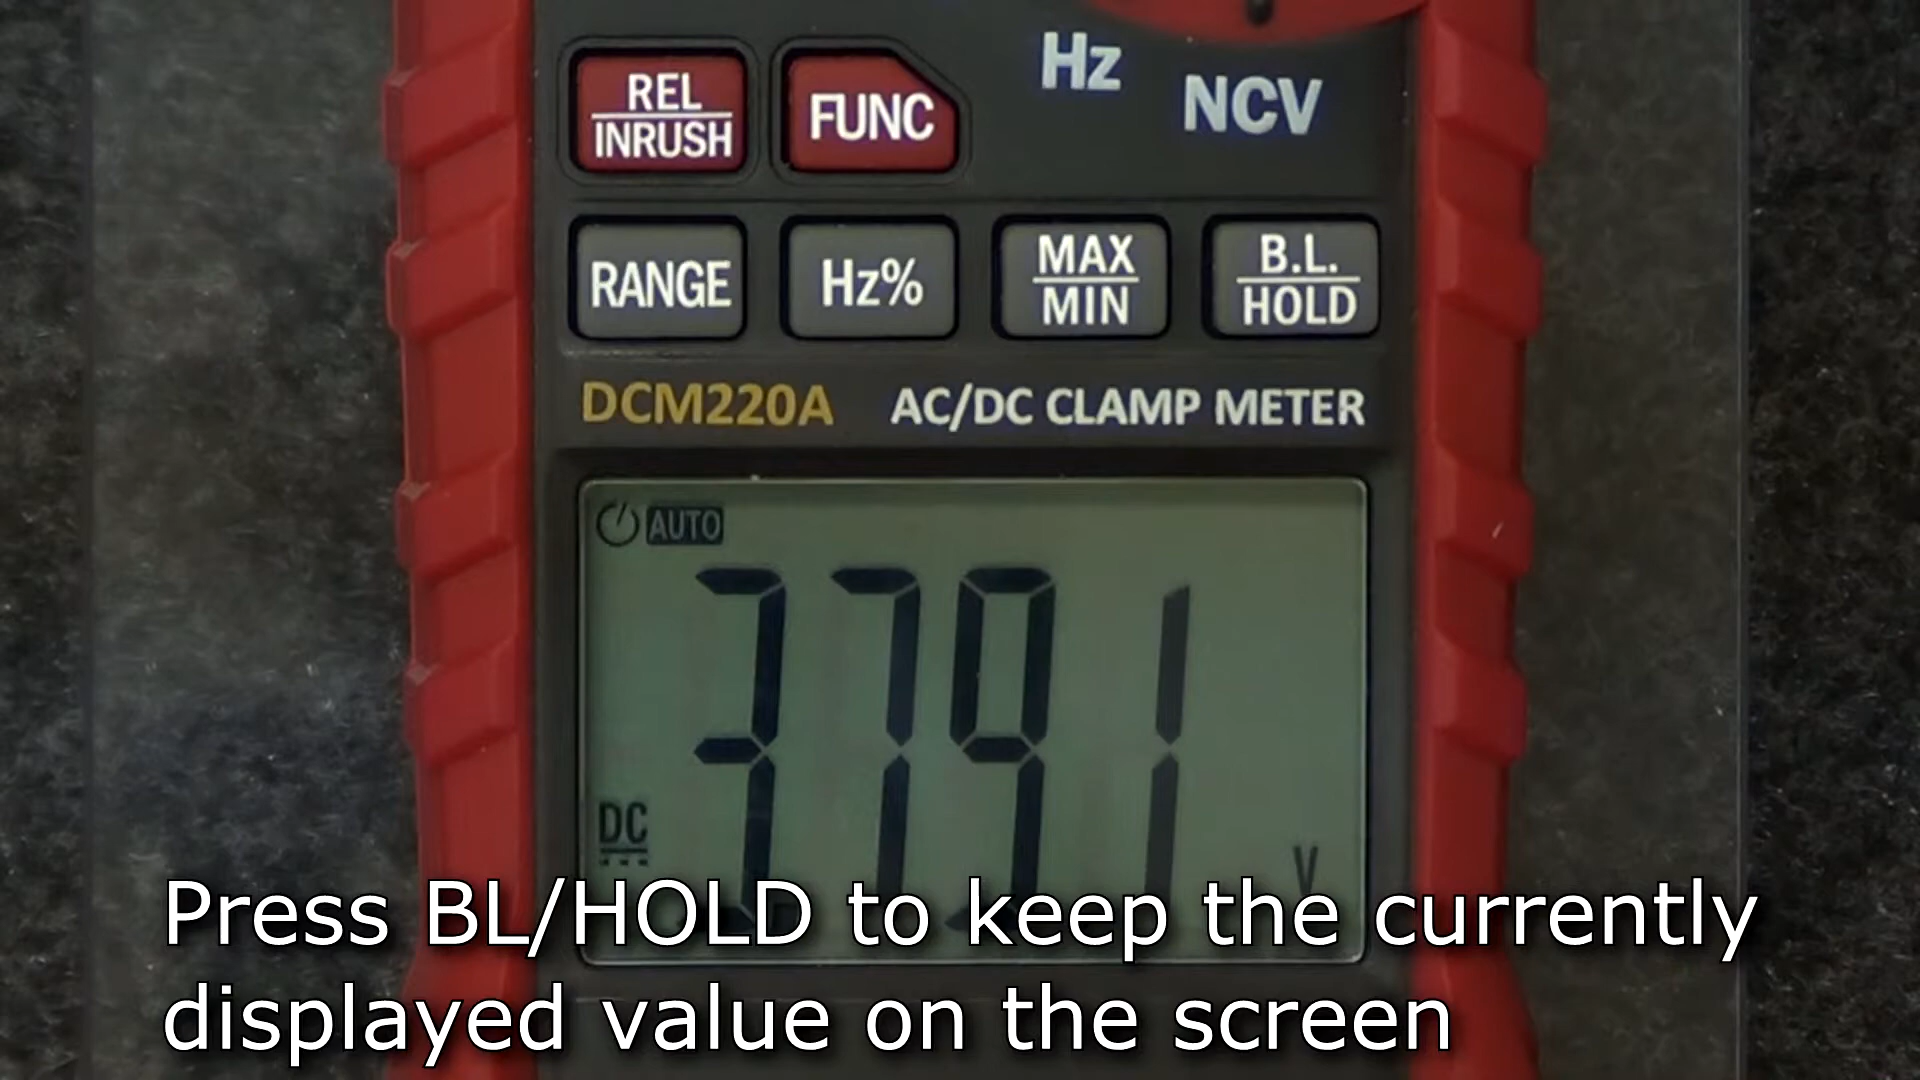 Hz
NCV
REL
INRUSH
FUNC
RANGE
Hz%
MAX
MIN
B.L.
HOLD
DCM220A AC/DC CLAMP METER
AUTO
3791
DC
V
Press BL/HOLD to keep the currently
displayed value on the screen